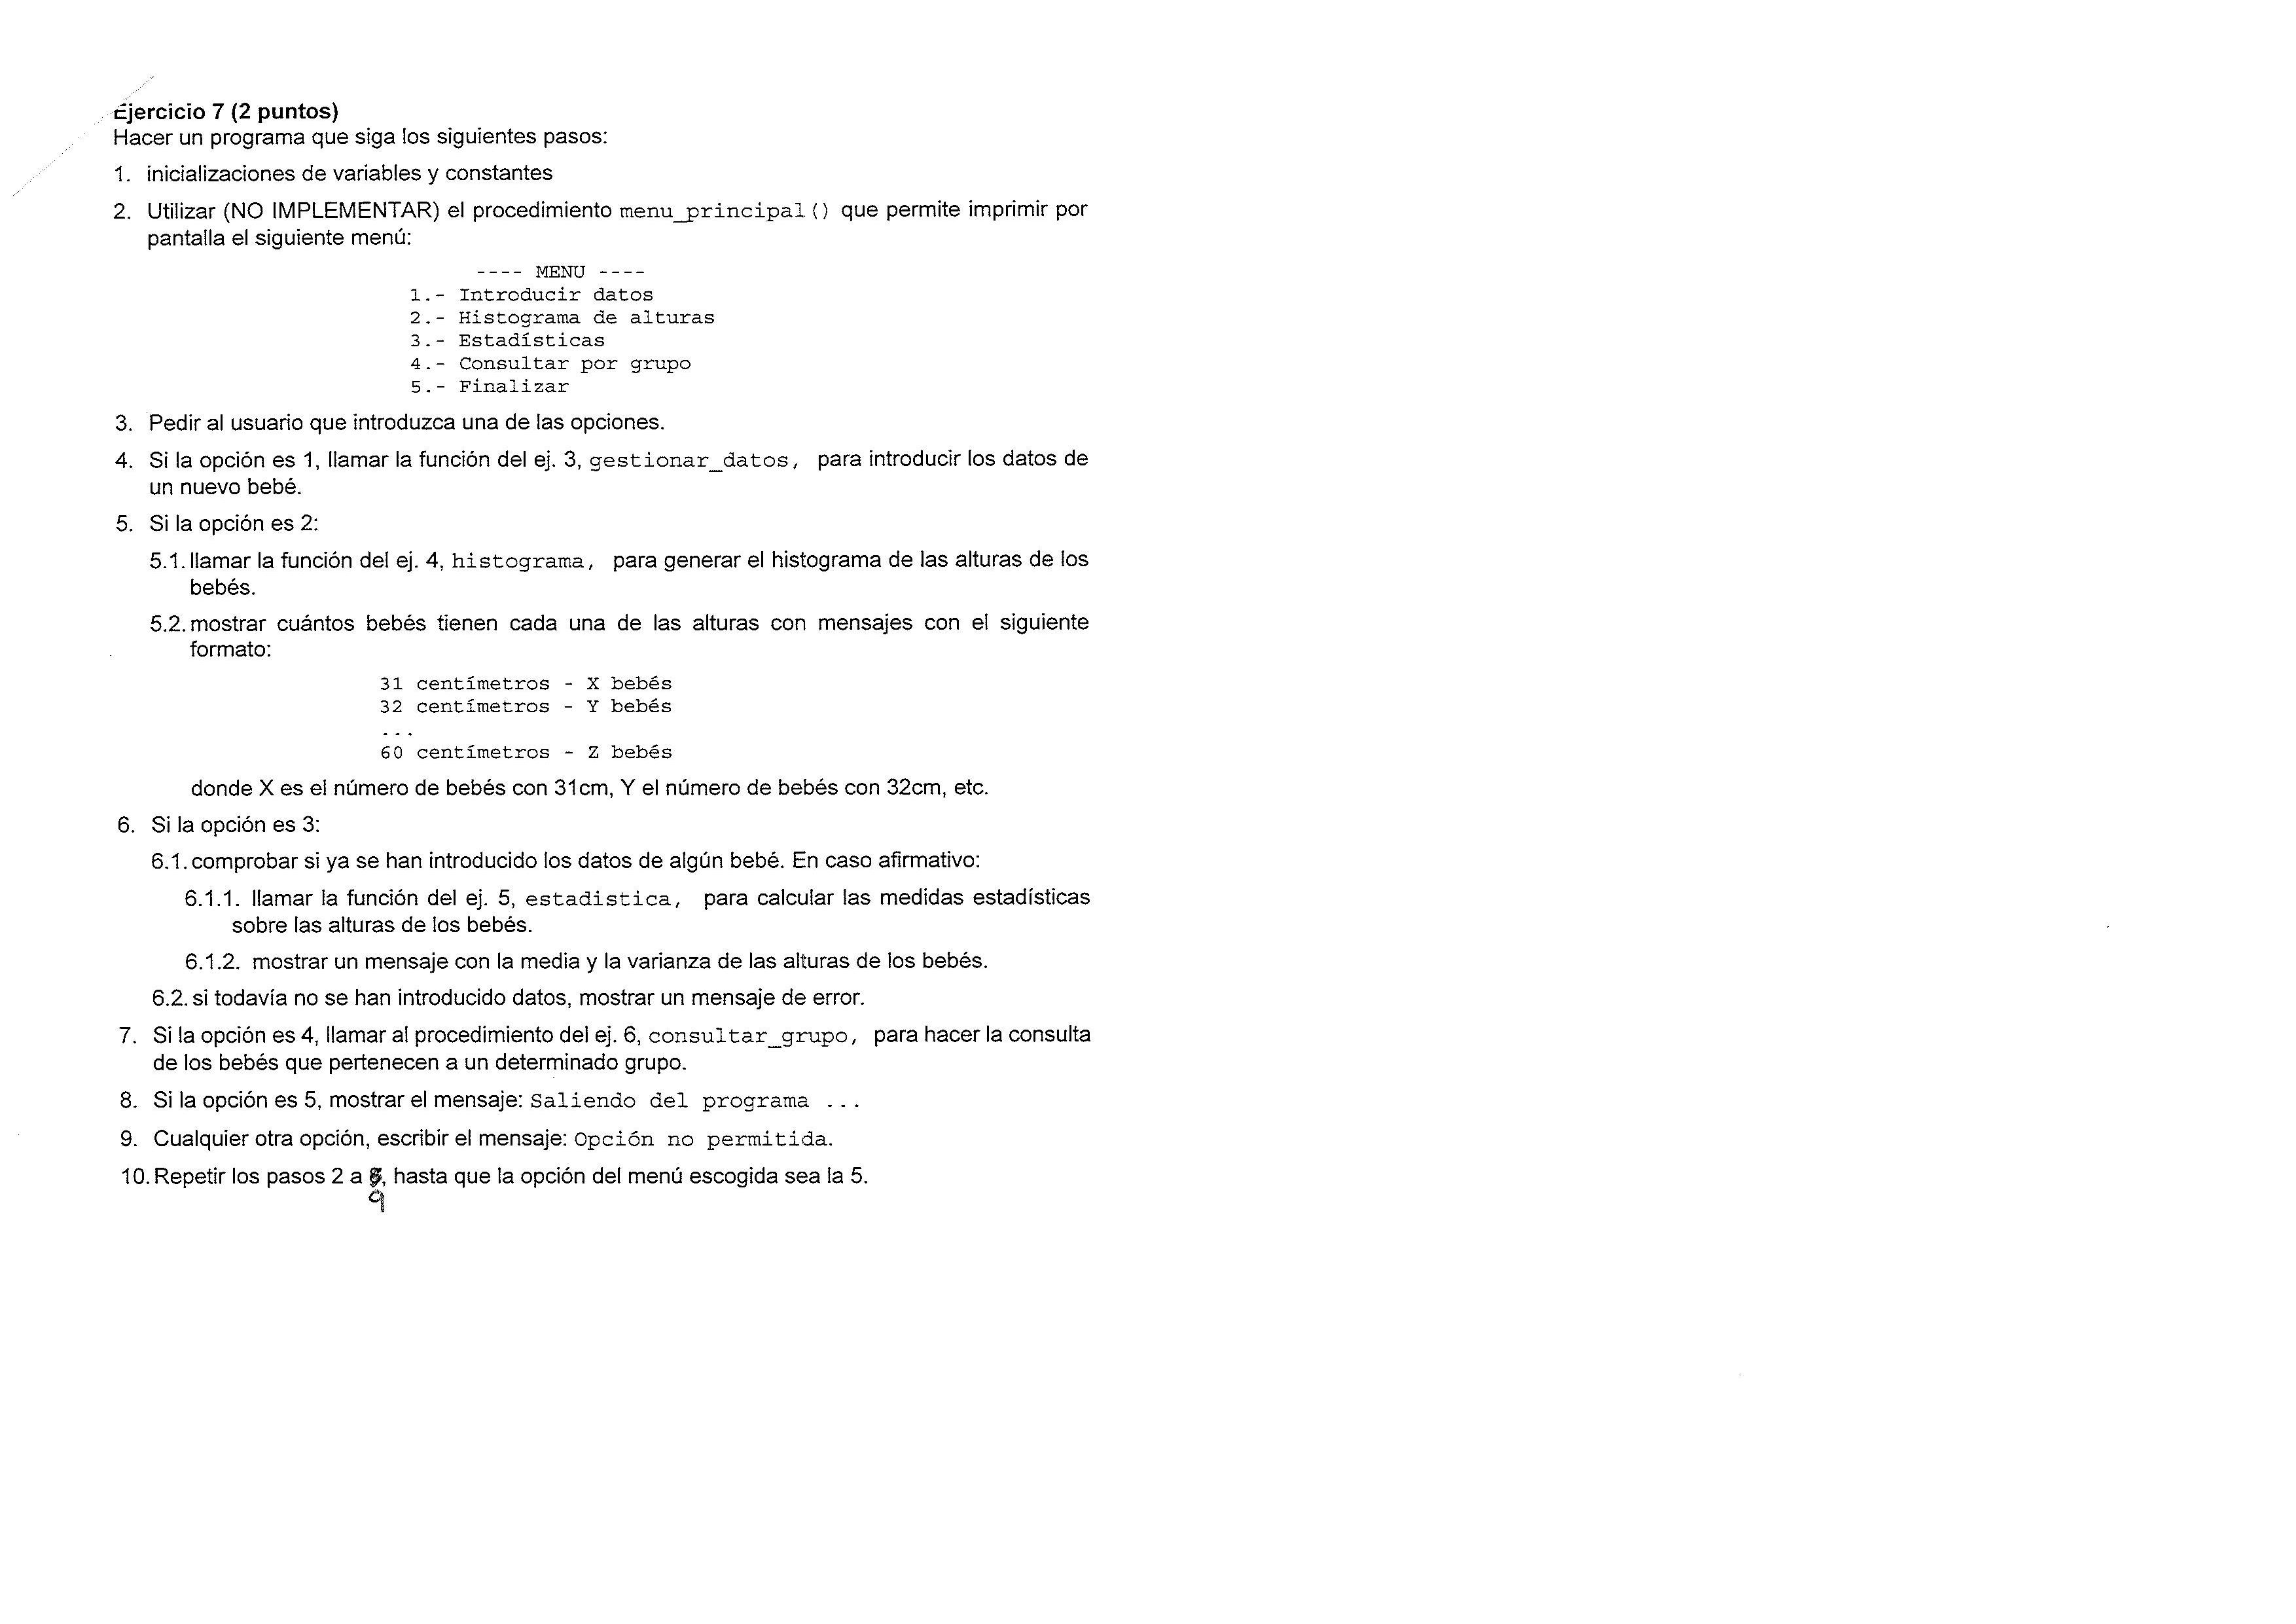 Ejercicio 7 (2 puntos)
Hacer un programa que siga los siguientes pasos:
1. inicializaciones de variables y constantes
2. Utilizar (NO IMPLEMENTAR) el procedimiento menu_principal() que permite imprimir por
pantalla el siguiente menú:
---- MENU ----
1.- Introducir datos
2.- Histograma de alturas
3.- Estadísticas
4.- Consultar por grupo
5.- Finalizar
3. Pedir al usuario que introduzca una de las opciones.
4. Si la opción es 1, llamar la función del ej. 3, gestionar_datos, para introducir los datos de
un nuevo bebé.
5. Si la opción es 2:
5.1. llamar la función del ej. 4, histograma, para generar el histograma de las alturas de los
bebés.
5.2. mostrar cuántos bebés tienen cada una de las alturas con mensajes con el siguiente
formato:
31 centímetros - X bebés
32 centímetros - Y bebés
...
60 centímetros - Z bebés
donde X es el número de bebés con 31cm, Y el número de bebés con 32cm, etc.
6. Si la opción es 3:
6.1. comprobar si ya se han introducido los datos de algún bebé. En caso afirmativo:
6.1.1. llamar la función del ej. 5, estadistica, para calcular las medidas estadísticas
sobre las alturas de los bebés.
6.1.2. mostrar un mensaje con la media y la varianza de las alturas de los bebés.
6.2. si todavía no se han introducido datos, mostrar un mensaje de error.
7. Si la opción es 4, llamar al procedimiento del ej. 6, consultar_grupo, para hacer la consulta
de los bebés que pertenecen a un determinado grupo.
8. Si la opción es 5, mostrar el mensaje: Saliendo del programa ...
9. Cualquier otra opción, escribir el mensaje: Opción no permitida.
10. Repetir los pasos 2 a , hasta que la opción del menú escogida sea la 5.
9